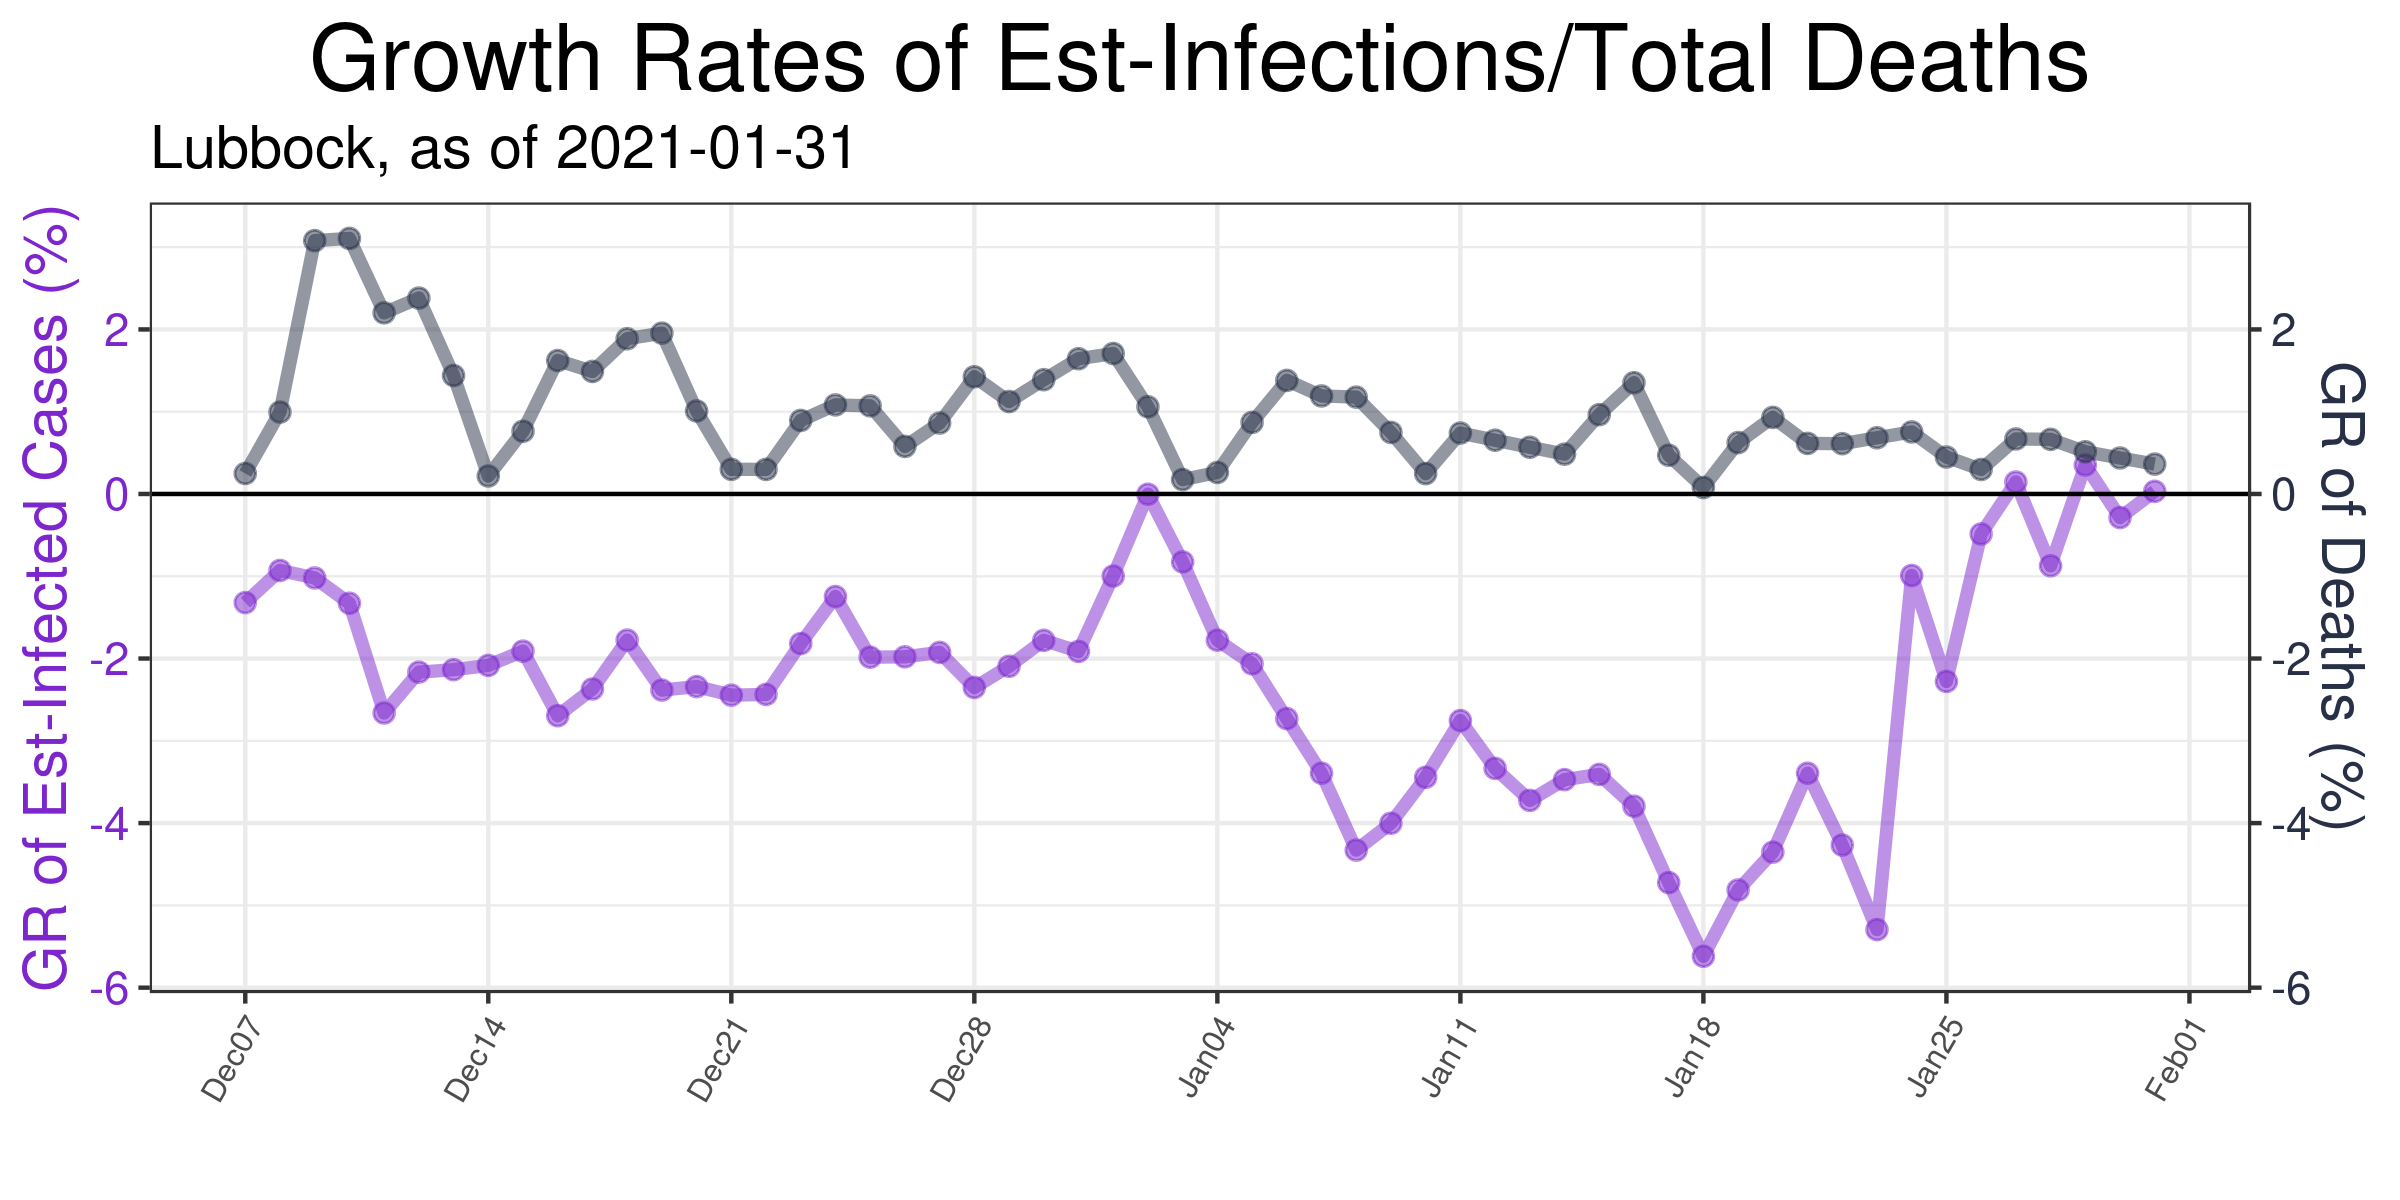 Growth Rates of Est-Infections/Total Deaths
Lubbock, as of 2021-01-31
GR of Est-Infected Cases (%)
2
0
-2
-4
-6
2
0
-2
-4
-6
GR of Deaths (%)
Dec07
Dec14
Dec21
Dec28
Jan04
Jan11
Jan18
Jan25
Feb01